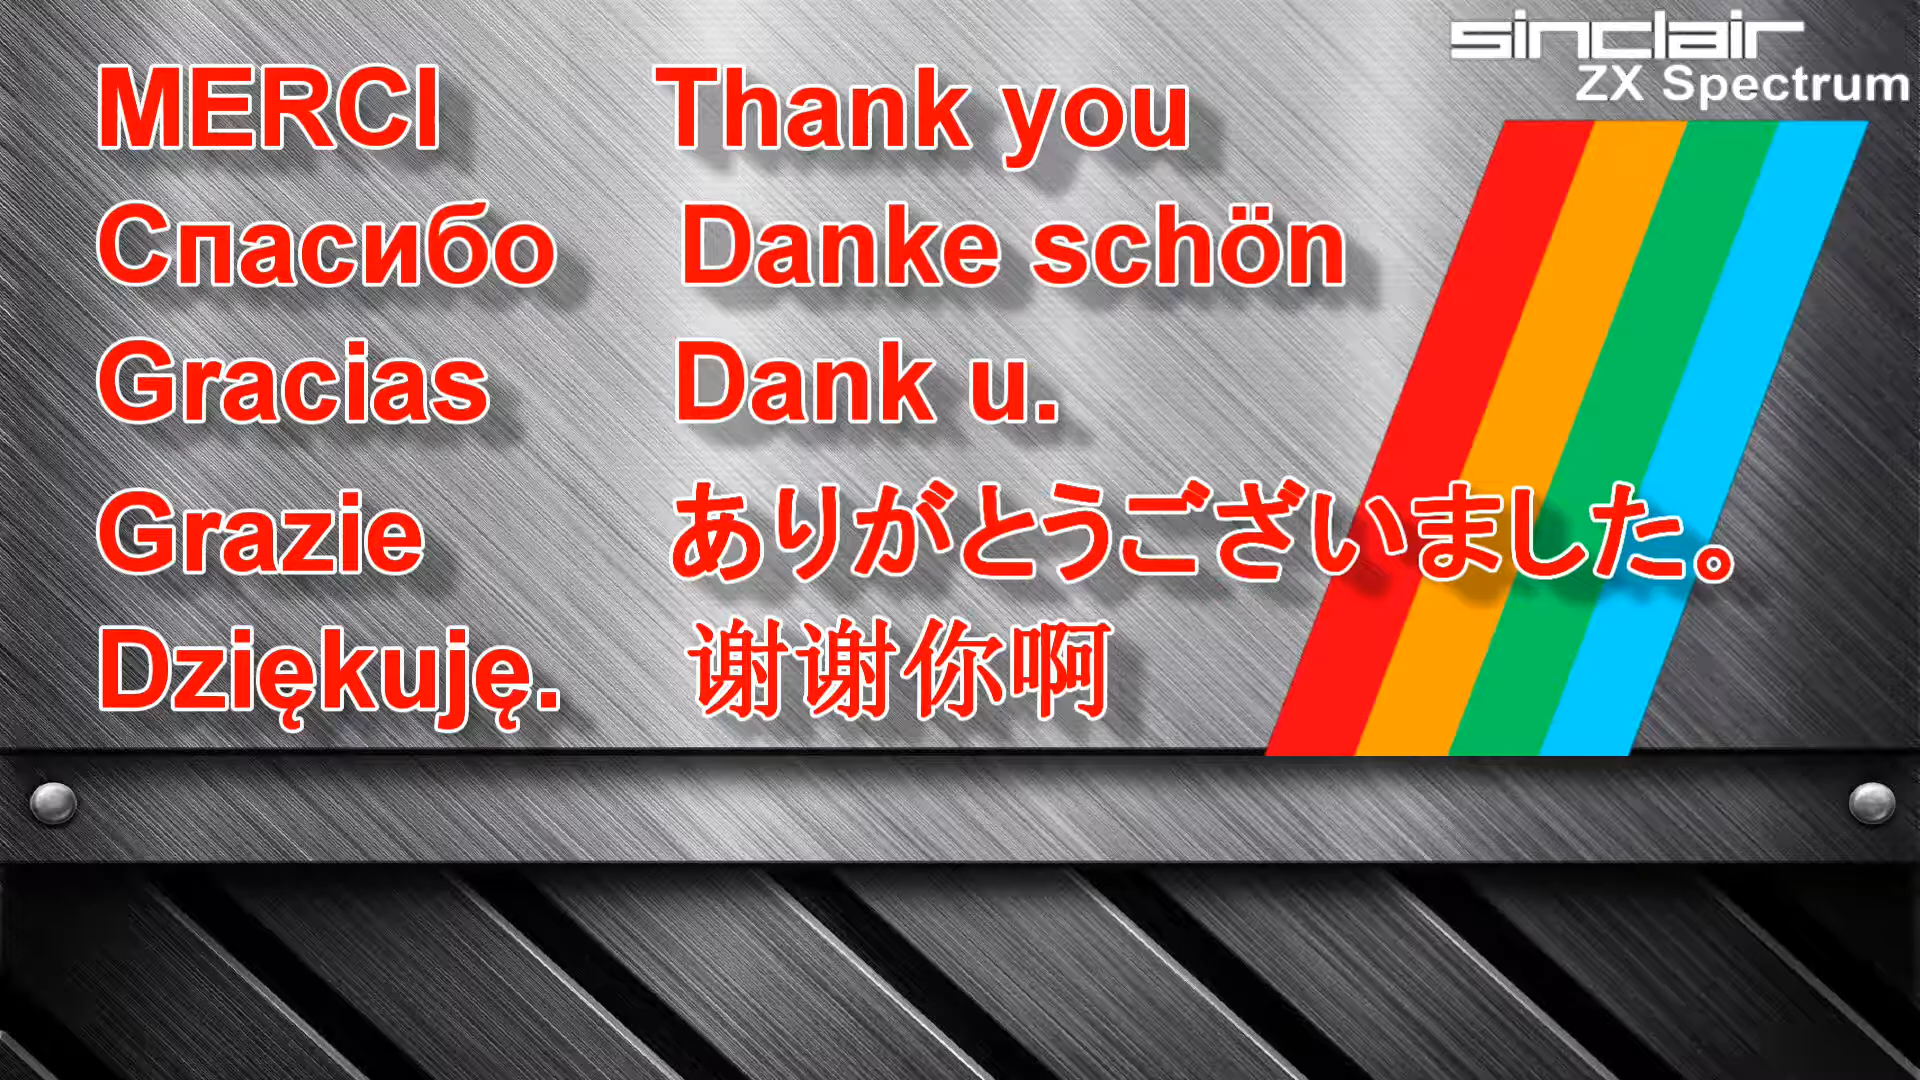 sinclair
ZX Spectrum
MERCI Thank you
Спасибо Danke schön
Gracias Dank u.
Grazie ありがとうございました。
Dziękuję. 谢谢你啊